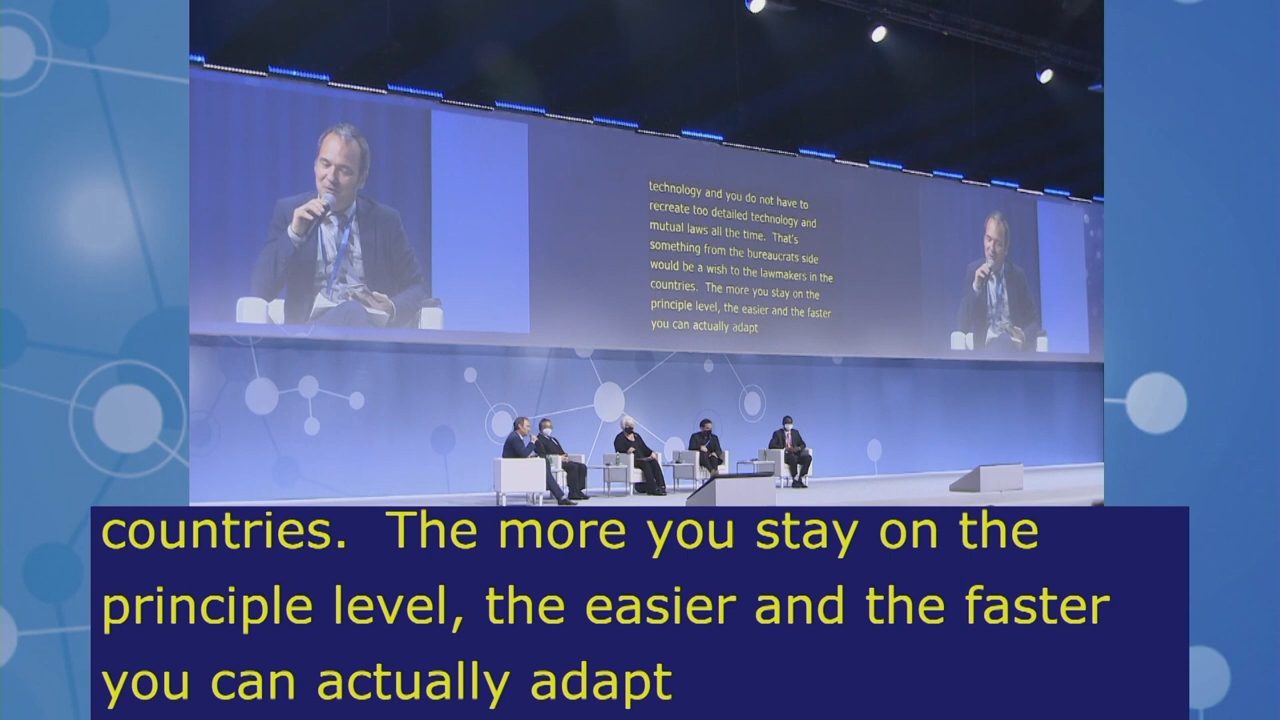 technology and you do not have to
recreate too detailed technology and
mutual laws all the time.  That's
something from the bureaucrats side
would be a wish to the lawmakers in the
countries.  The more you stay on the
principle level, the easier and the faster
you can actually adapt
countries.  The more you stay on the
principle level, the easier and the faster
you can actually adapt